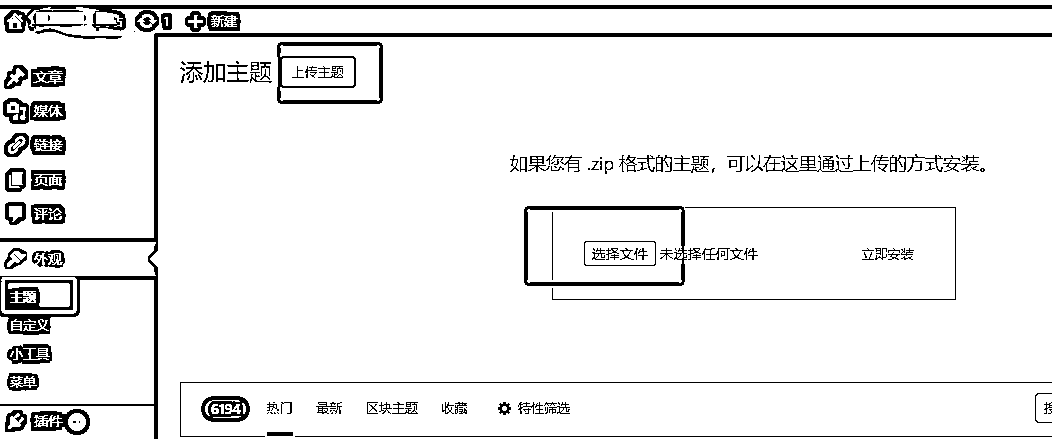 1 新建
文章
媒体
链接
页面
评论
外观
主题
自定义
小工具
菜单
插件
添加主题 上传主题
如果您有 .zip 格式的主题，可以在这里通过上传的方式安装。
选择文件 未选择任何文件 立即安装
6194 热门 最新 区块主题 收藏 特性筛选